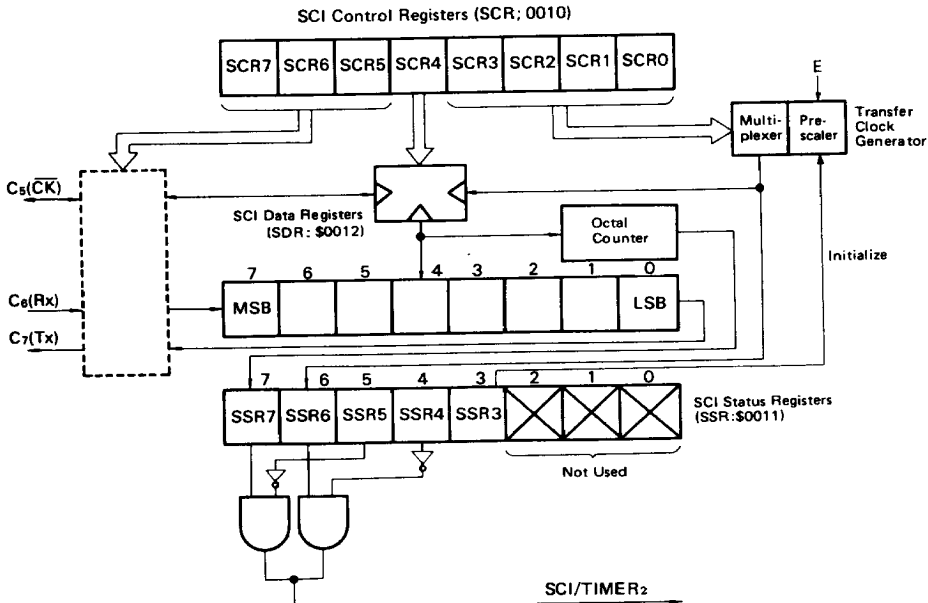 SCI Control Registers (SCR; 0010)
SCR7 SCR6 SCR5 SCR4 SCR3 SCR2 SCR1 SCR0
E
Multi-
plexer
Pre-
scaler
Transfer
Clock
Generator
C5(CK)
SCI Data Registers
(SDR: $0012)
Octal
Counter
Initialize
7 6 5 4 3 2 1 0
C6(Rx)
MSB LSB
C7(Tx)
7 6 5 4 3 2 1 0
SSR7 SSR6 SSR5 SSR4 SSR3
SCI Status Registers
(SSR:$0011)
Not Used
SCI/TIMER2